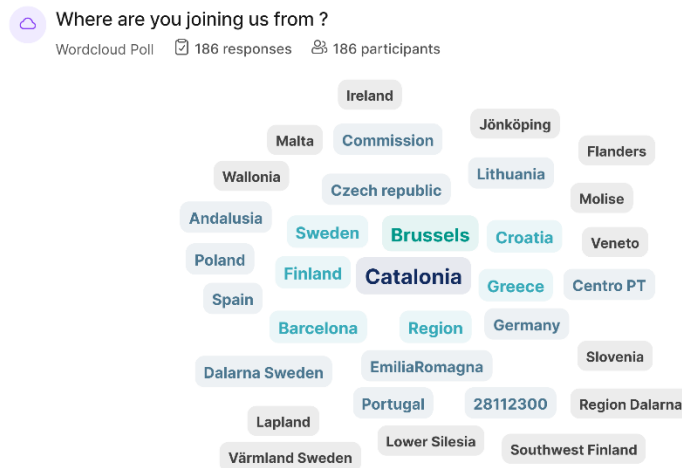 Where are you joining us from ?
Wordcloud Poll 186 responses 186 participants
Ireland
Jönköping
Malta Commission
Flanders
Wallonia Lithuania
Czech republic
Molise
Andalusia
Sweden Brussels Croatia
Veneto
Poland
Finland Catalonia
Greece Centro PT
Spain
Barcelona Region Germany
Slovenia
Dalarna Sweden EmiliaRomagna
Portugal 28112300 Region Dalarna
Lapland
Lower Silesia
Southwest Finland
Värmland Sweden